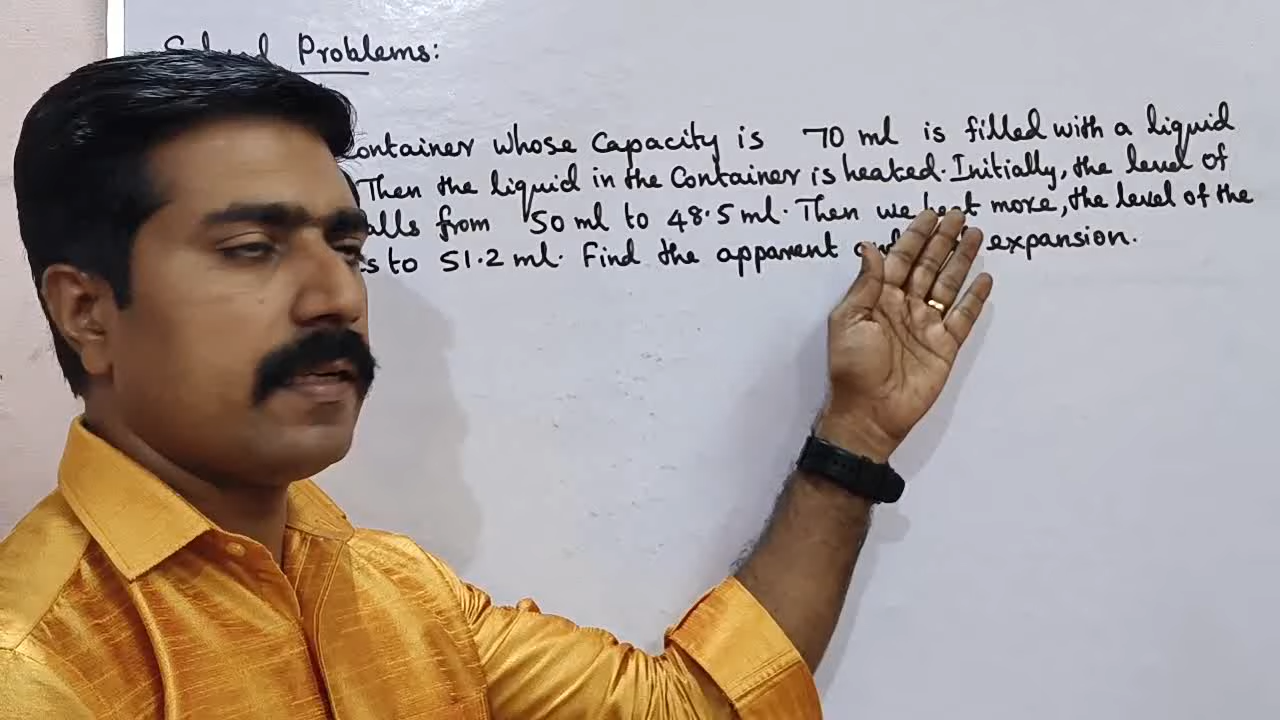 Problems:
Container whose capacity is 70 ml is filled with a liquid
Then the liquid in the Container is heated. Initially, the level of
from 50 ml to 48.5 ml. Then we heat more, the level of the
to 51.2 ml. Find the apparent expansion.